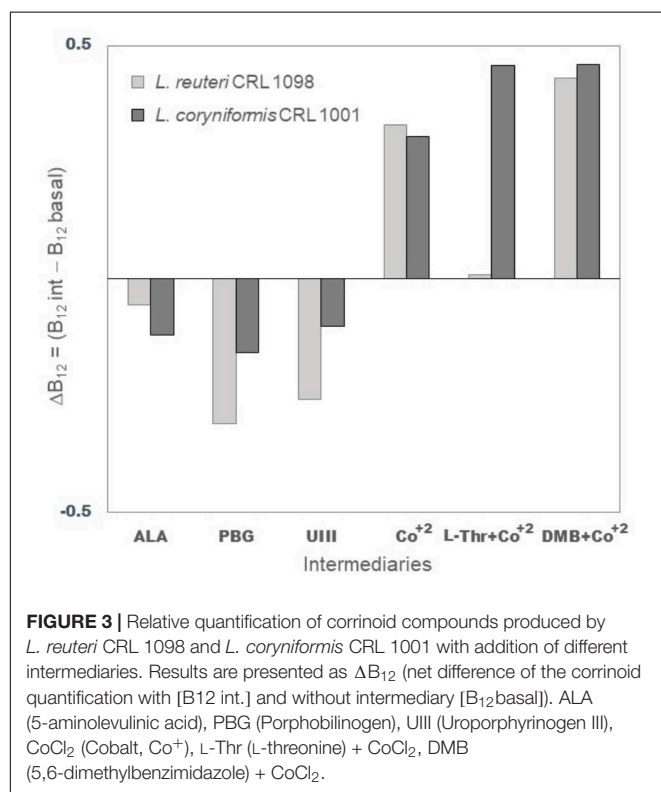 0.5
L. reuteri CRL 1098
L. coryniformis CRL 1001
ΔB₁₂ = (B₁₂ int − B₁₂ basal)
-0.5
ALA PBG UIII Co⁺² L-Thr+Co⁺² DMB+Co⁺²
Intermediaries
FIGURE 3 | Relative quantification of corrinoid compounds produced by
L. reuteri CRL 1098 and L. coryniformis CRL 1001 with addition of different
intermediaries. Results are presented as ΔB₁₂ (net difference of the corrinoid
quantification with [B12 int.] and without intermediary [B₁₂basal]). ALA
(5-aminolevulinic acid), PBG (Porphobilinogen), UIII (Uroporphyrinogen III),
CoCl₂ (Cobalt, Co⁺), L-Thr (L-threonine) + CoCl₂, DMB
(5,6-dimethylbenzimidazole) + CoCl₂.